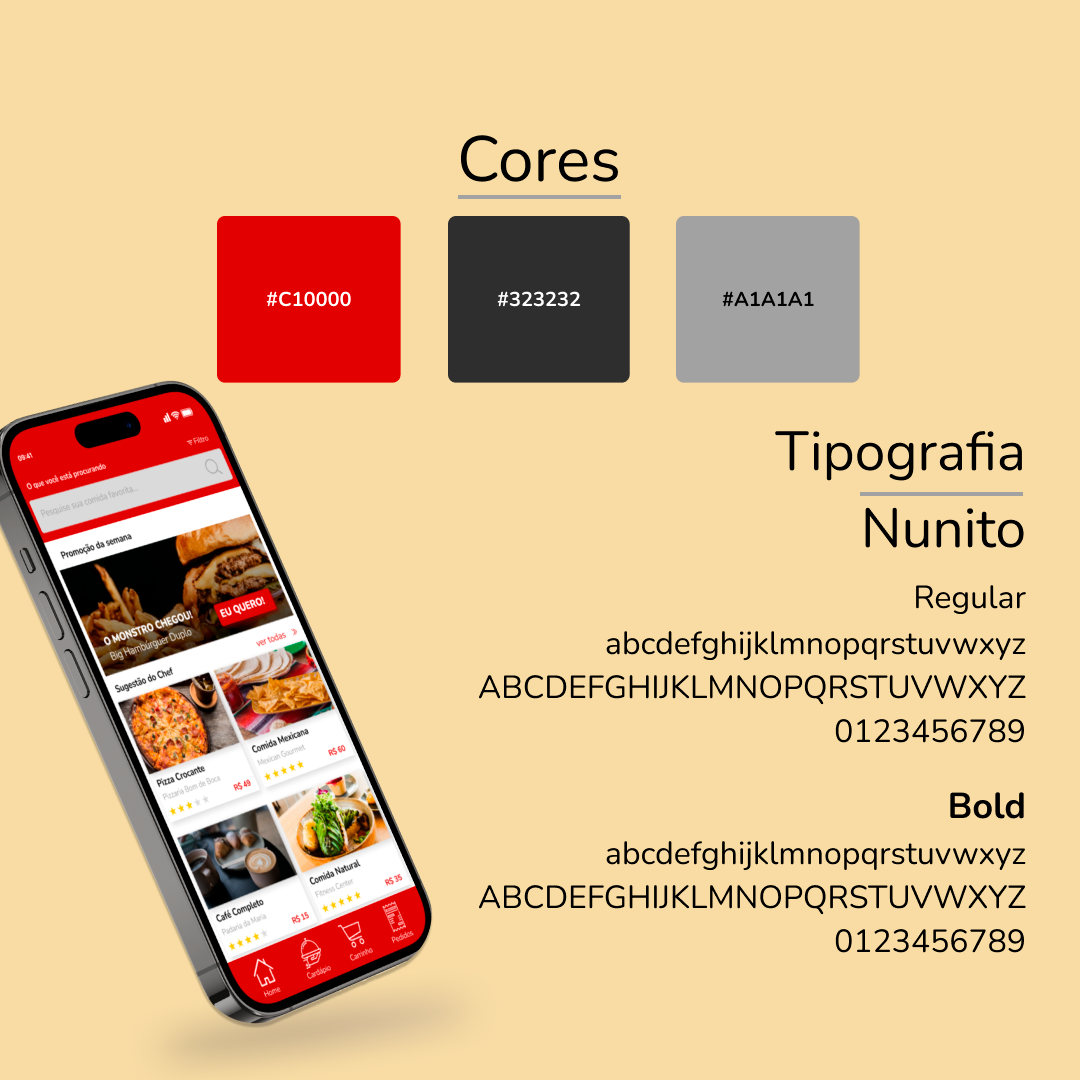 Cores
#C10000
#323232
#A1A1A1
09:41
Filtro
O que você está procurando
Pesquise sua comida favorita...
Promoção da semana
O MONSTRO CHEGOU!
Big Hambúrguer Duplo
EU QUERO!
Sugestão do Chef
ver todas
Pizza Crocante
Pizzaria Bom de Boca
R$ 49
Comida Mexicana
Mexican Gourmet
R$ 60
Café Completo
Padaria da Maria
R$ 15
Comida Natural
Fitness Center
R$ 35
Home
Cardápio
Carrinho
Pedidos
Tipografia
Nunito
Regular
abcdefghijklmnopqrstuvwxyz
ABCDEFGHIJKLMNOPQRSTUVWXYZ
0123456789
Bold
abcdefghijklmnopqrstuvwxyz
ABCDEFGHIJKLMNOPQRSTUVWXYZ
0123456789